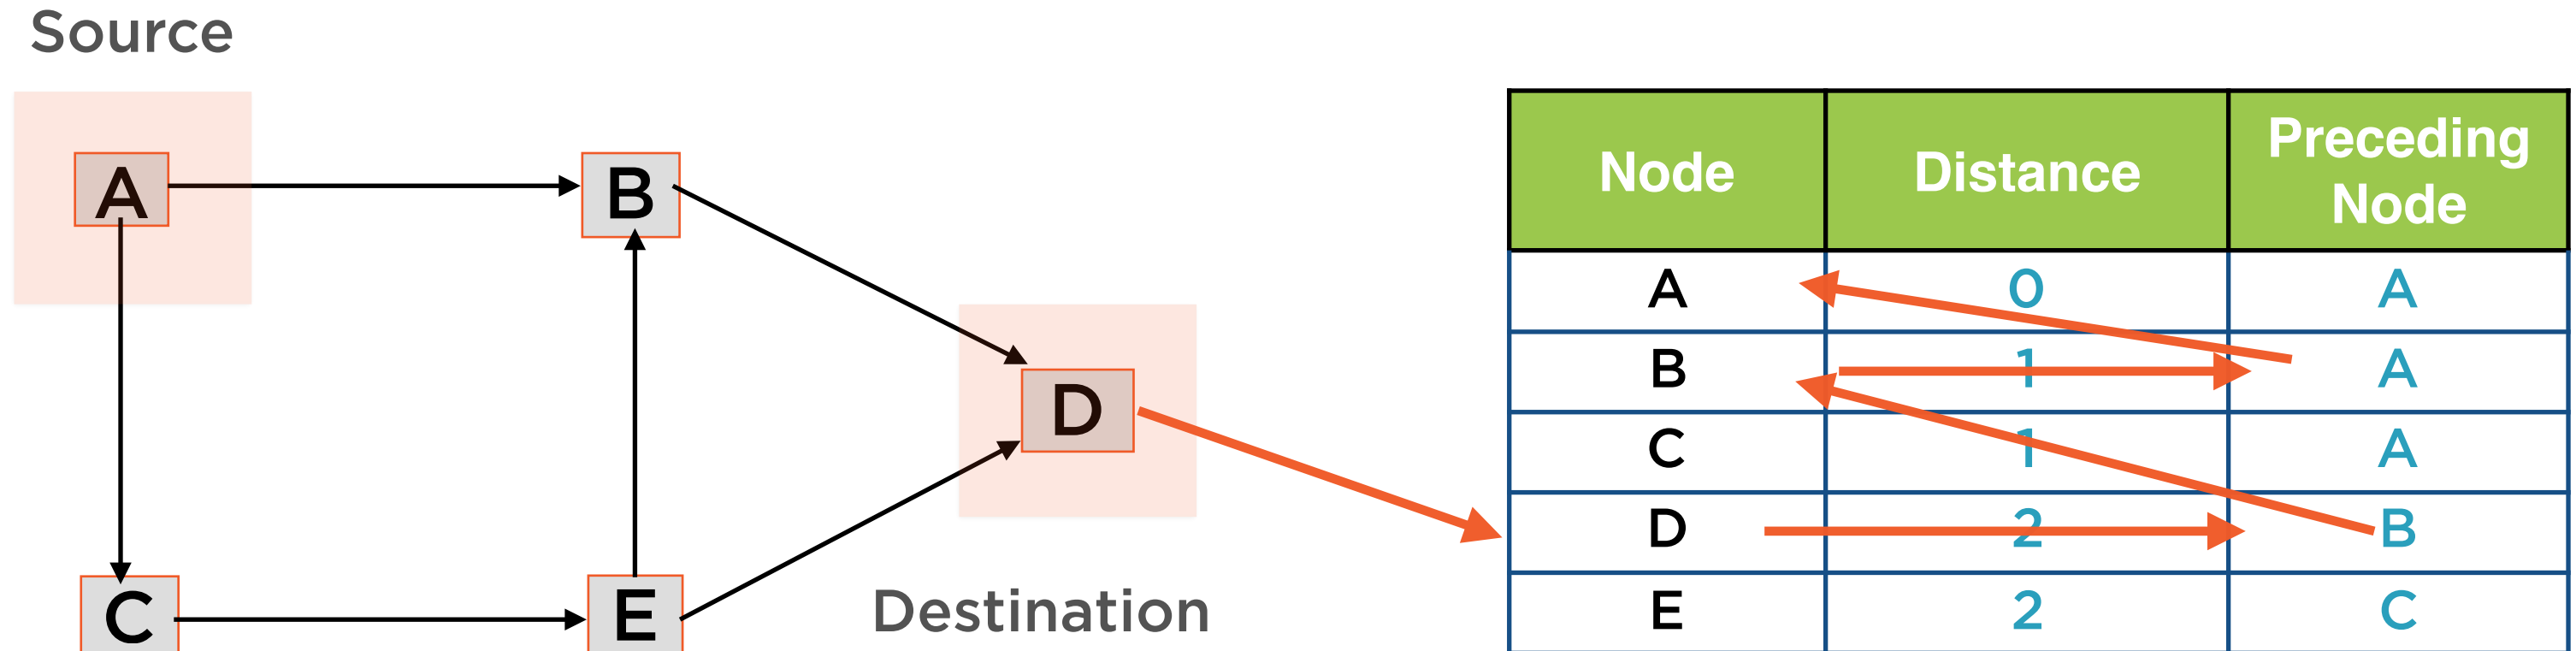 Source
A
B
D
C
E
Destination
Node Distance Preceding Node
A 0 A
B 1 A
C 1 A
D 2 B
E 2 C